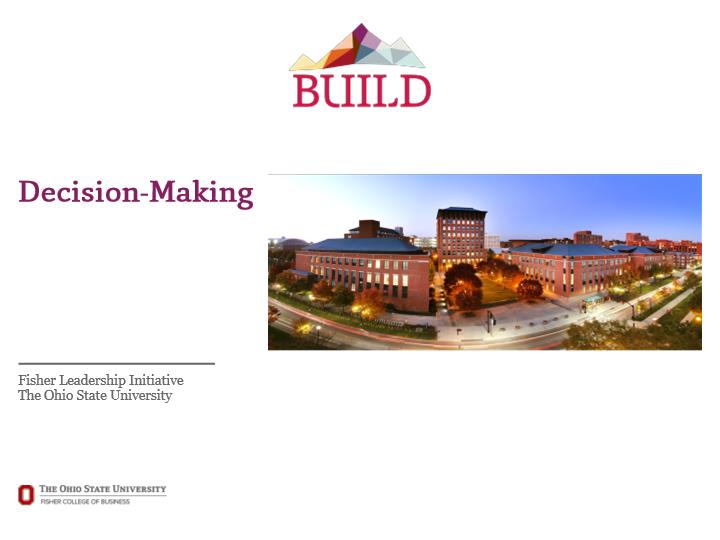 BUILD
Decision-Making
Fisher Leadership Initiative
The Ohio State University
THE OHIO STATE UNIVERSITY
FISHER COLLEGE OF BUSINESS